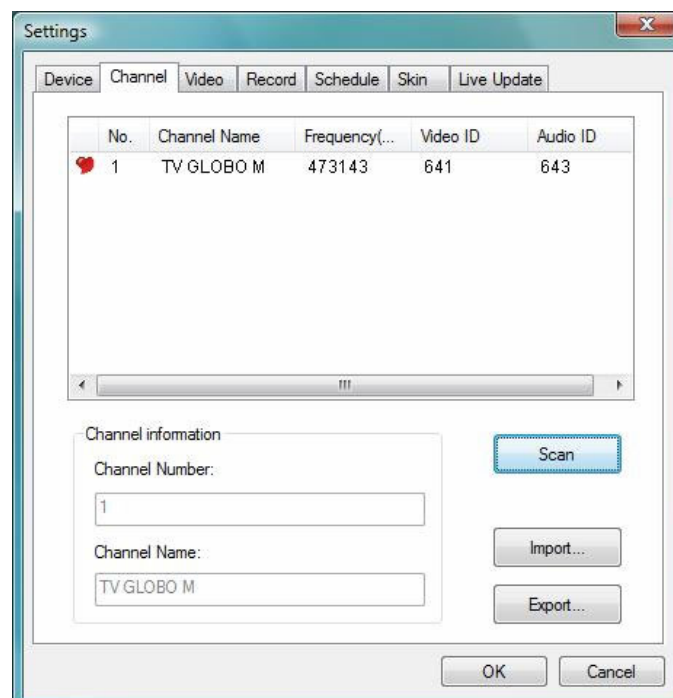 Settings
Device Channel Video Record Schedule Skin Live Update
No. Channel Name Frequency(... Video ID Audio ID
1 TV GLOBO M 473143 641 643
Channel information
Channel Number:
1
Channel Name:
TV GLOBO M
Scan
Import...
Export...
OK Cancel